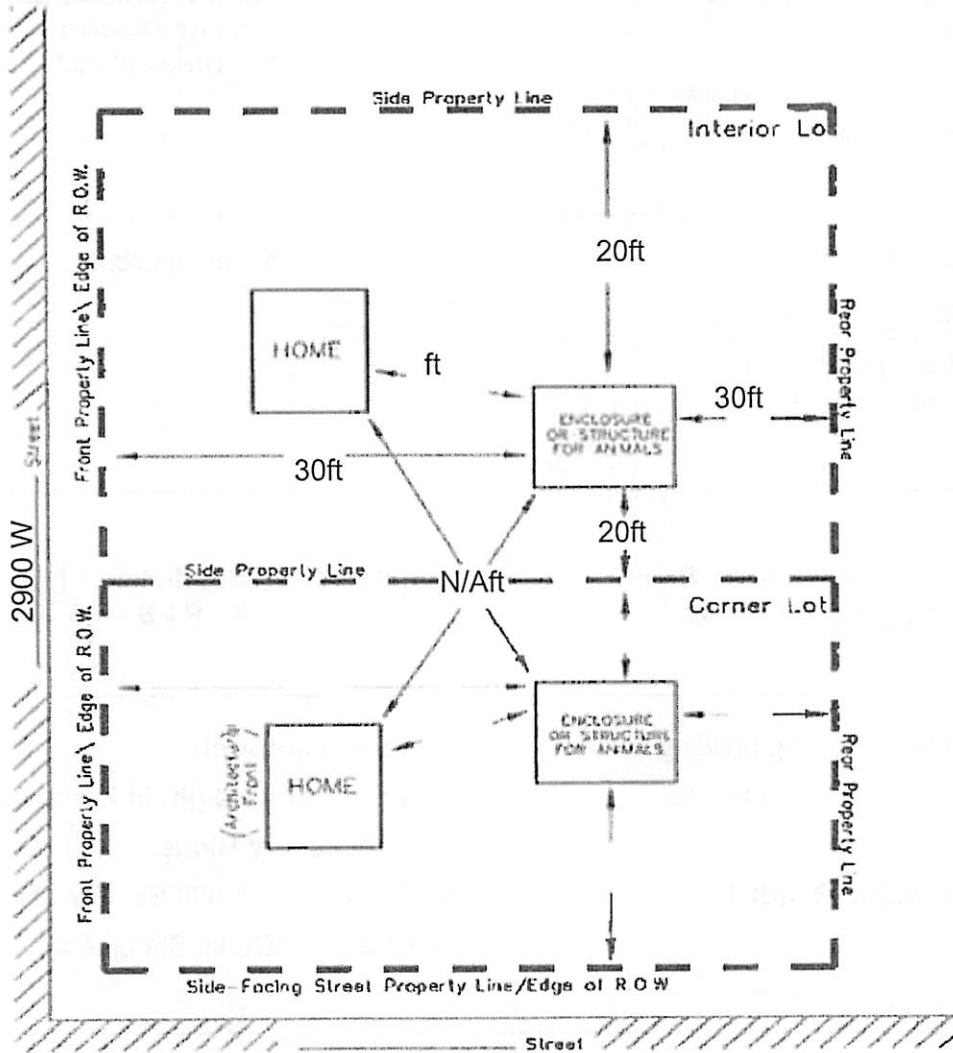 Side Property Line
Interior Lo
Front Property Line\ Edge of R.O.W.
20ft
Rear Property Line
HOME
ft
ENCLOSURE
OR STRUCTURE
FOR ANIMALS
30ft
30ft
Street
2900 W
20ft
Side Property Line
N/Aft
Corner Lot
Front Property Line\ Edge of R.O.W.
ENCLOSURE
OR STRUCTURE
FOR ANIMALS
(Architectural
Front)
HOME
Rear Property Line
Side-Facing Street Property Line/Edge of R.O.W
Street